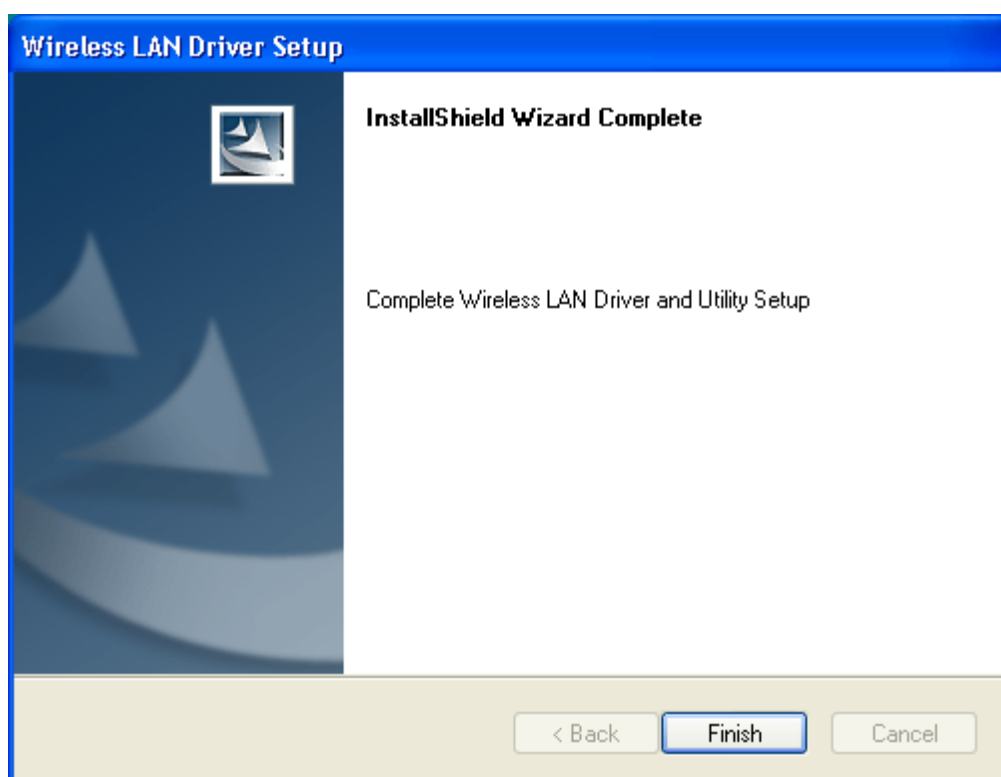 Wireless LAN Driver Setup
InstallShield Wizard Complete
Complete Wireless LAN Driver and Utility Setup
< Back Finish Cancel